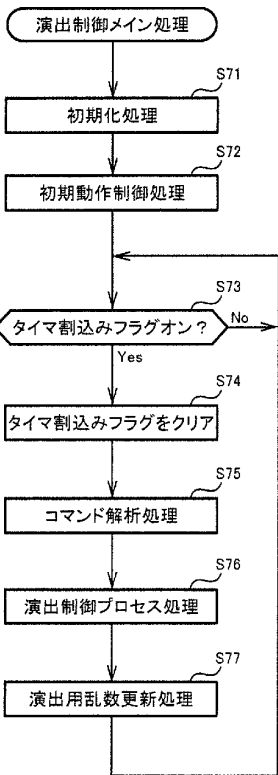 演出制御メイン処理
S71
初期化処理
S72
初期動作制御処理
S73
タイマ割込みフラグオン？
No
Yes
S74
タイマ割込みフラグをクリア
S75
コマンド解析処理
S76
演出制御プロセス処理
S77
演出用乱数更新処理